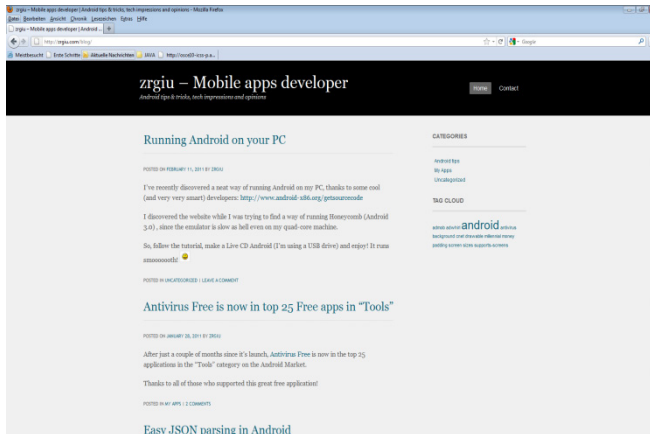 zrgiu – Mobile apps developer | Android tips & tricks, tech impressions and opinions - Mozilla Firefox
Datei Bearbeiten Ansicht Chronik Lesezeichen Extras Hilfe
zrgiu – Mobile apps developer | Android ...
http://zrgiu.com/blog/
Google
Meistbesucht Erste Schritte Aktuelle Nachrichten JAVA
zrgiu – Mobile apps developer
Android tips & tricks, tech impressions and opinions
Home Contact
Running Android on your PC
POSTED ON FEBRUARY 11, 2011 BY ZRGIU
I've recently discovered a neat way of running Android on my PC, thanks to some cool
(and very very smart) developers: http://www.android-x86.org/getsourcecode
I discovered the website while I was trying to find a way of running Honeycomb (Android
3.0) , since the emulator is slow as hell even on my quad-core machine.
So, follow the tutorial, make a Live CD Android (I'm using a USB drive) and enjoy! It runs
POSTED IN UNCATEGORIZED | LEAVE A COMMENT
Antivirus Free is now in top 25 Free apps in “Tools”
POSTED ON JANUARY 28, 2011 BY ZRGIU
After just a couple of months since it's launch, Antivirus Free is now in the top 25
applications in the “Tools” category on the Android Market.
Thanks to all of those who supported this great free application!
POSTED IN MY APPS | 2 COMMENTS
Easy JSON parsing in Android
CATEGORIES
Android tips
My Apps
Uncategorized
TAG CLOUD
admob adwhirl android antivirus
background dnd drawable millennial money
padding screen sizes supports-screens